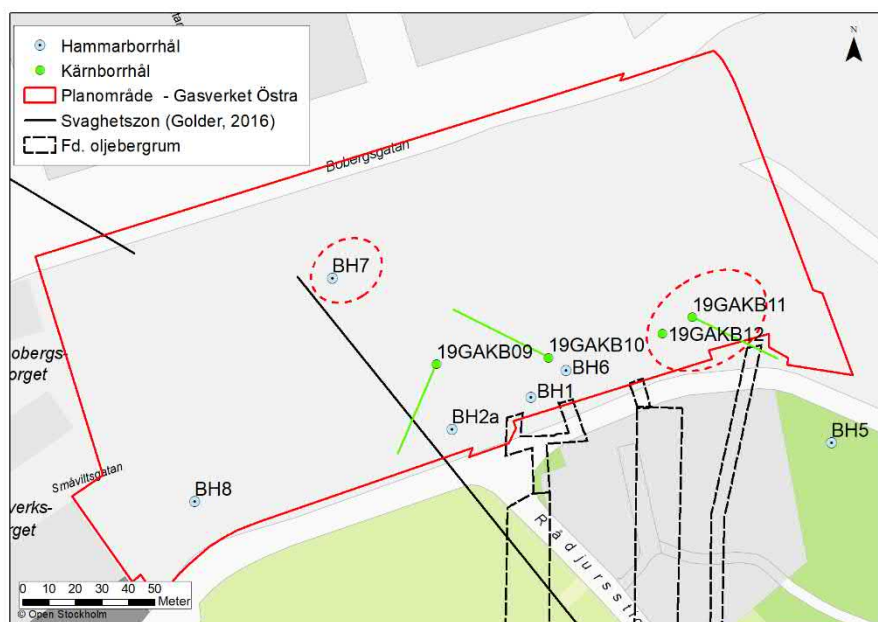 Hammarborrhål
Kärnborrhål
Planområde - Gasverket Östra
Svaghetszon (Golder, 2016)
Fd. oljebergrum
N
Bobergsgatan
BH7
19GAKB11
19GAKB12
19GAKB09
19GAKB10
BH6
BH1
BH2a
BH5
obergs-
orget
Småviltsgatan
BH8
verks-
rget
0 10 20 30 40 50
Meter
© Open Stockholm